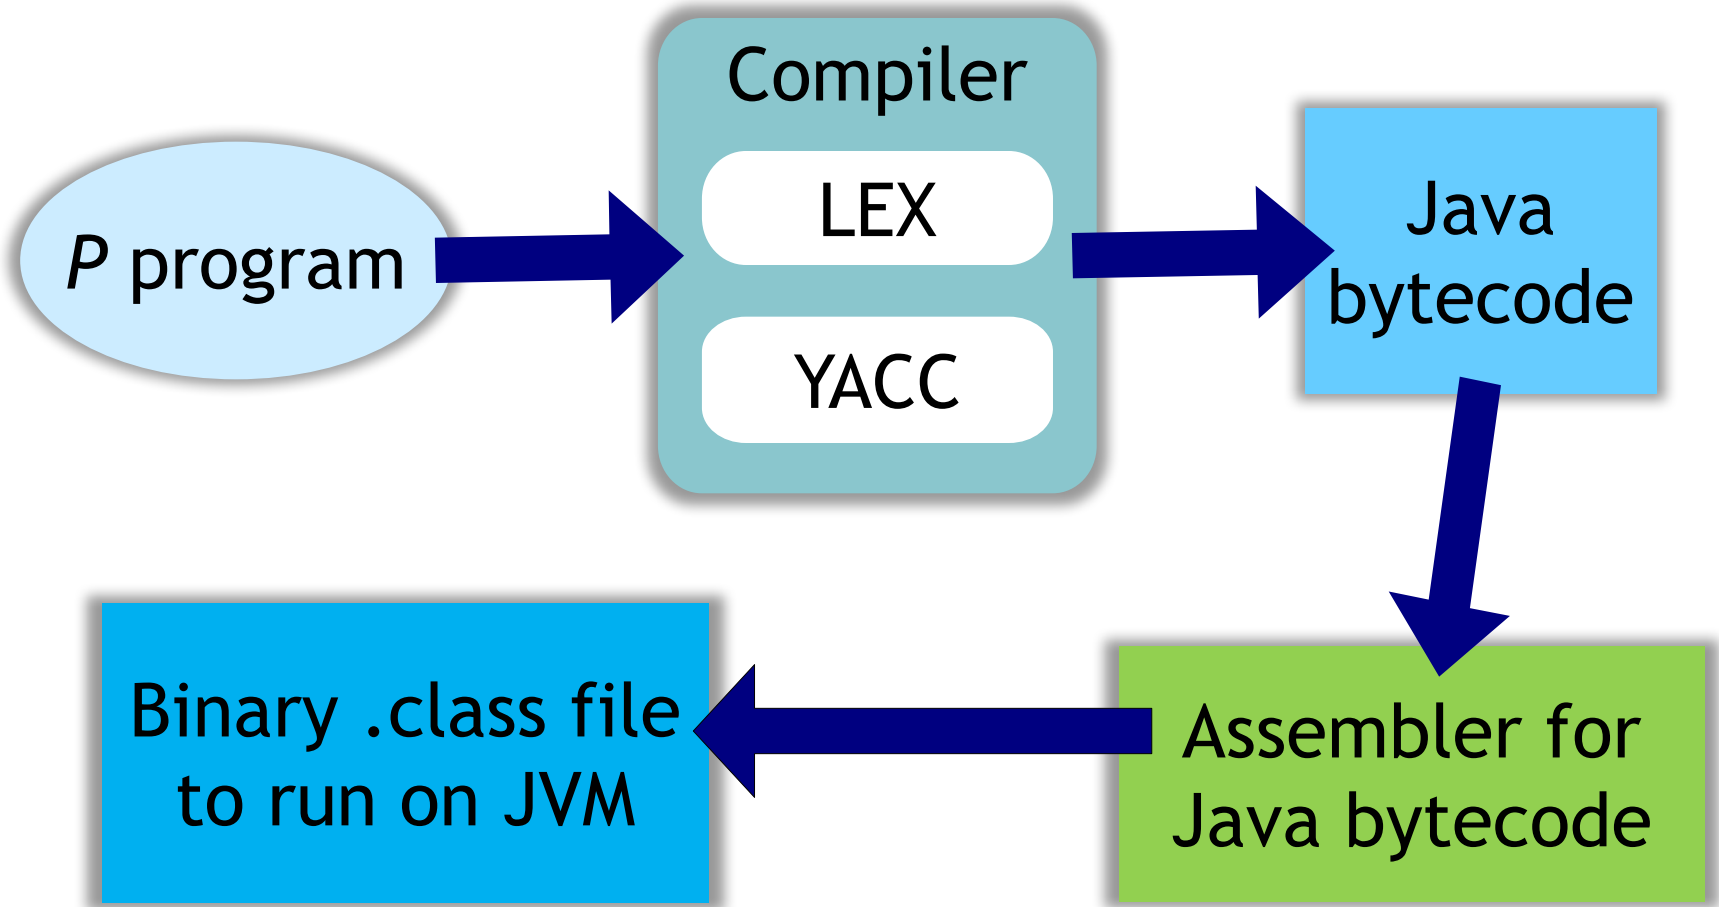 Compiler
LEX
YACC
P program
Java
bytecode
Assembler for
Java bytecode
Binary .class file
to run on JVM